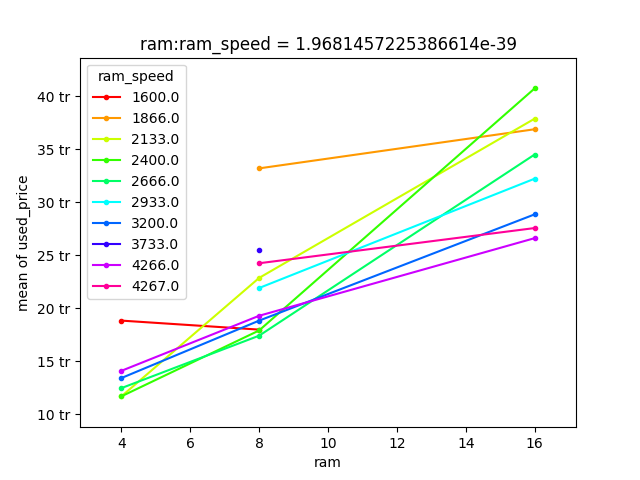 ram:ram_speed = 1.9681457225386614e-39
ram_speed
1600.0
1866.0
2133.0
2400.0
2666.0
2933.0
3200.0
3733.0
4266.0
4267.0
mean of used_price
40 tr
35 tr
30 tr
25 tr
20 tr
15 tr
10 tr
4 6 8 10 12 14 16
ram